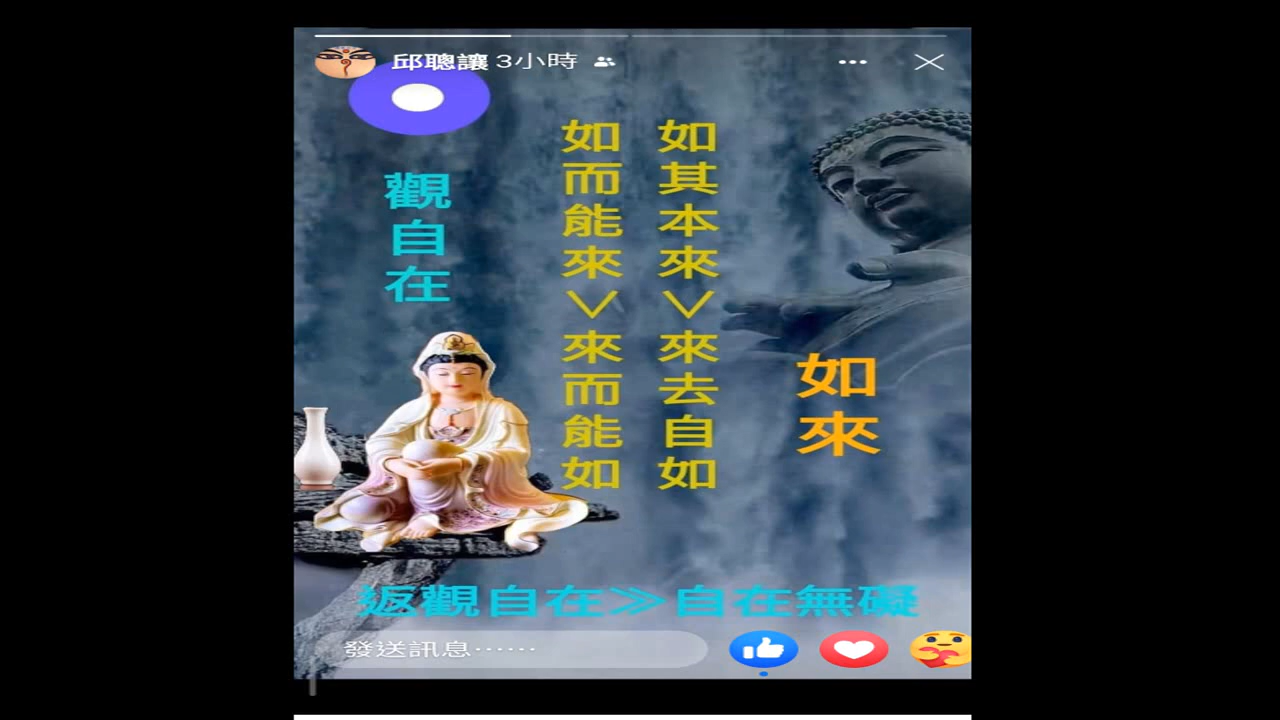 邱聰讓 3小時
如來
如其本來∨來去自如
如而能來∨來而能如
觀自在
返觀自在≫自在無礙
發送訊息⋯⋯